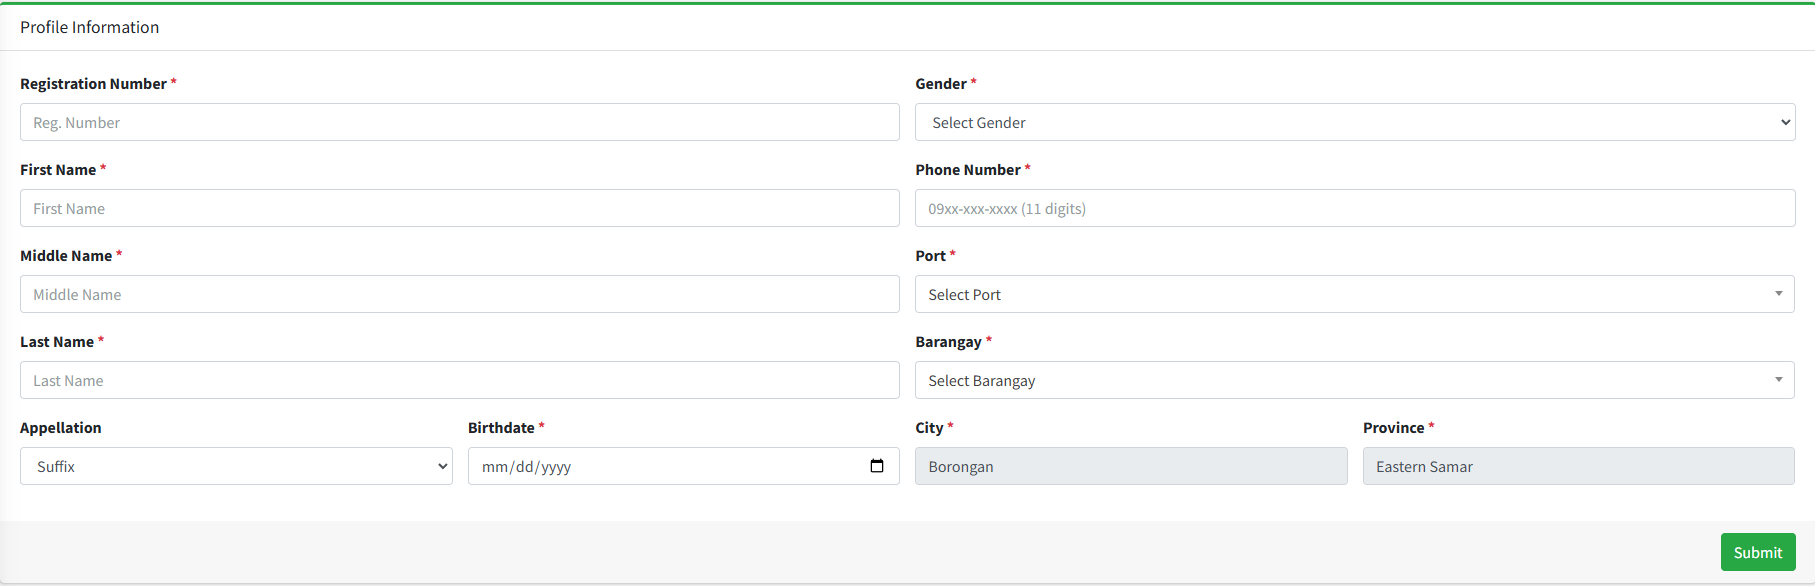 Profile Information
Registration Number *
Reg. Number
Gender *
Select Gender
First Name *
First Name
Phone Number *
09xx-xxx-xxxx (11 digits)
Middle Name *
Middle Name
Port *
Select Port
Last Name *
Last Name
Barangay *
Select Barangay
Appellation
Suffix
Birthdate *
mm/dd/yyyy
City *
Borongan
Province *
Eastern Samar
Submit